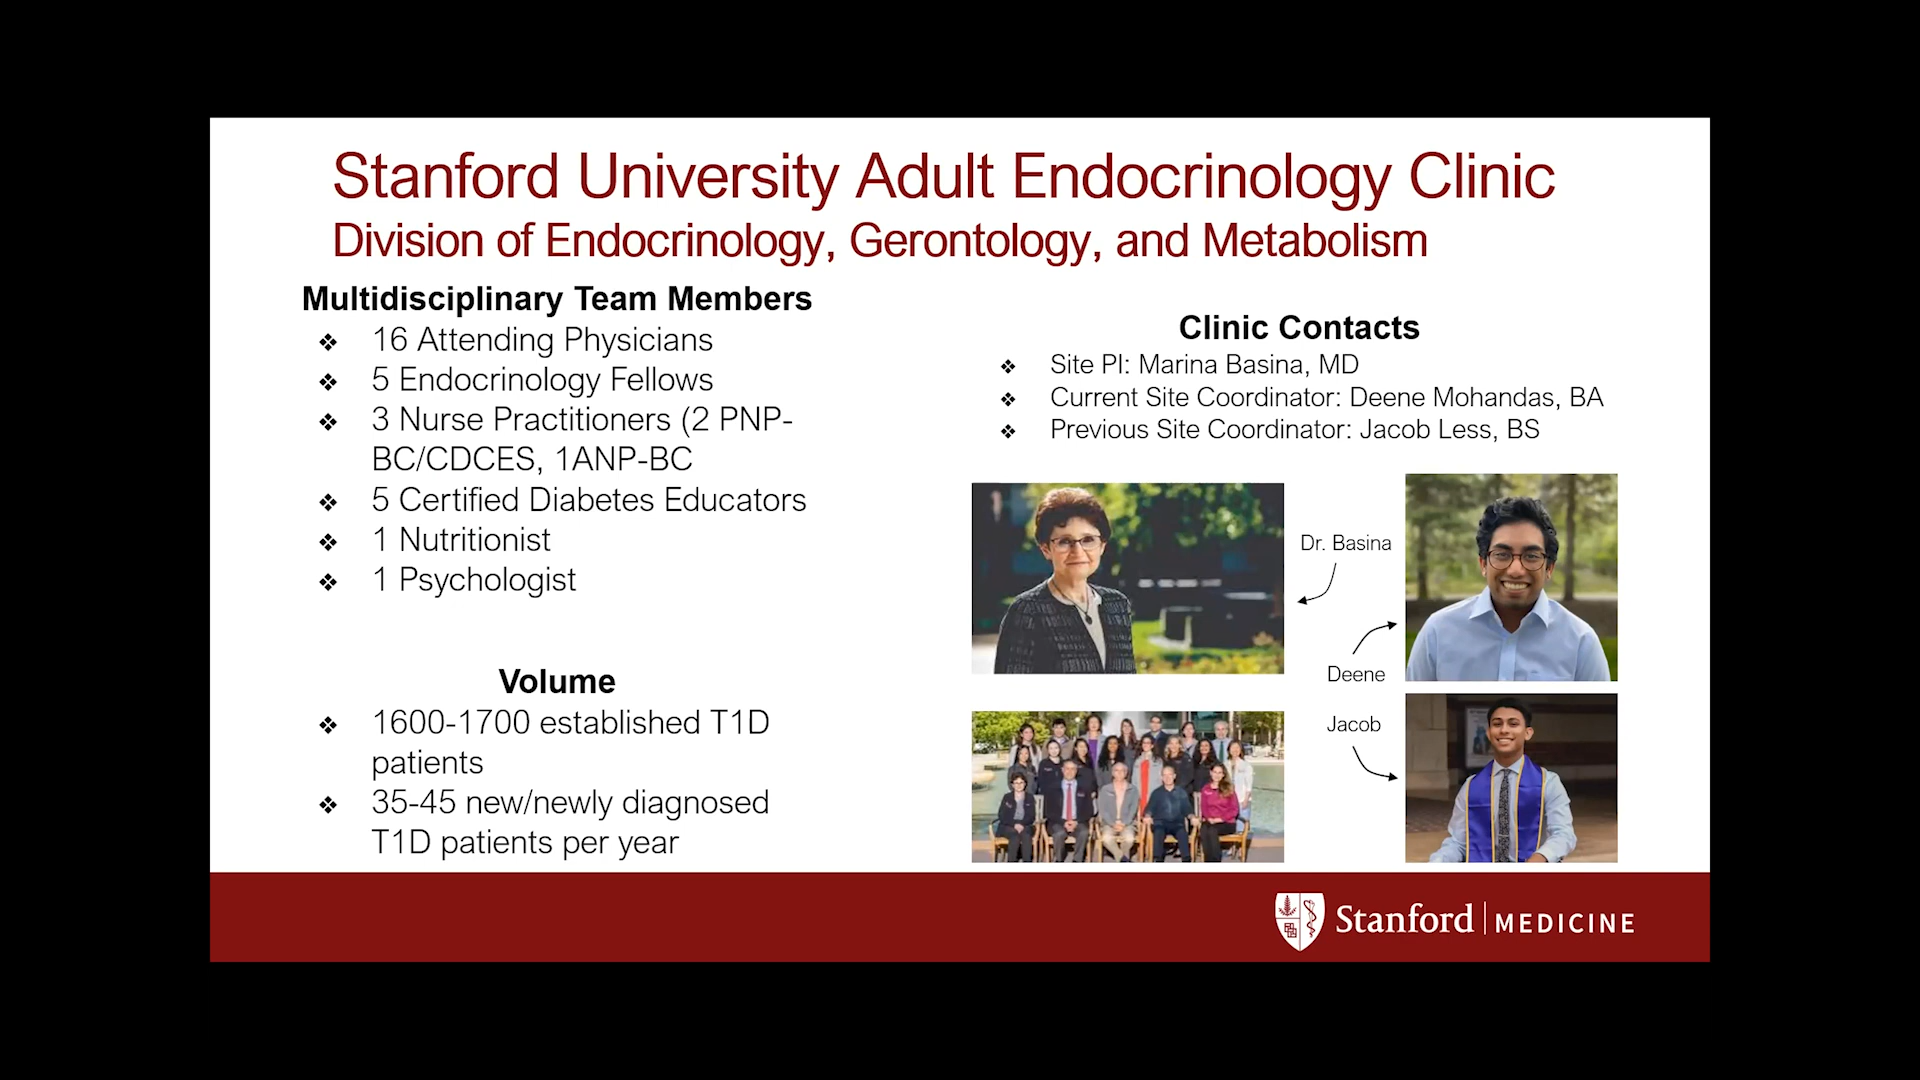 Stanford University Adult Endocrinology Clinic
Division of Endocrinology, Gerontology, and Metabolism
Multidisciplinary Team Members
❖ 16 Attending Physicians
❖ 5 Endocrinology Fellows
❖ 3 Nurse Practitioners (2 PNP-
BC/CDCES, 1ANP-BC
❖ 5 Certified Diabetes Educators
❖ 1 Nutritionist
❖ 1 Psychologist
Volume
❖ 1600-1700 established T1D
patients
❖ 35-45 new/newly diagnosed
T1D patients per year
Clinic Contacts
❖ Site PI: Marina Basina, MD
❖ Current Site Coordinator: Deene Mohandas, BA
❖ Previous Site Coordinator: Jacob Less, BS
Dr. Basina
Deene
Jacob
Stanford | MEDICINE